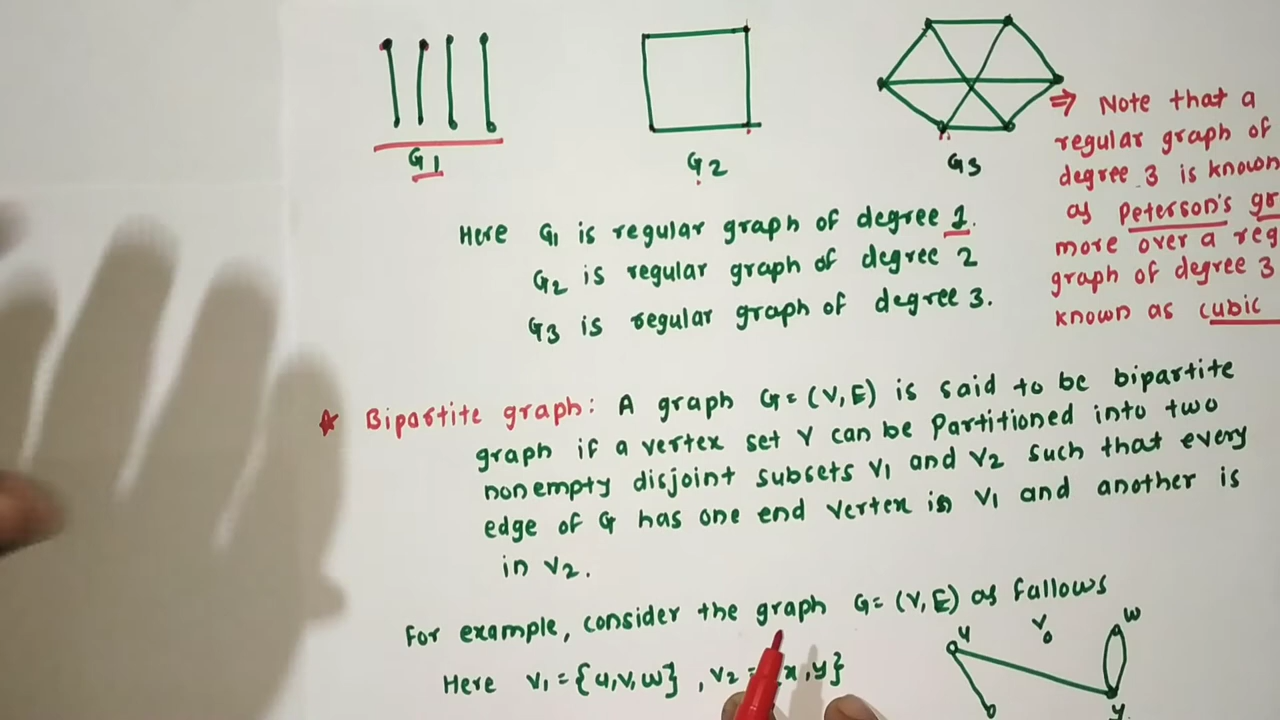 G1
G2
G3
⇒ Note that a
regular graph of
degree 3 is known
as Peterson's
more over a
graph of degree 3
known as cubic
Here G1 is regular graph of degree 1.
G2 is regular graph of degree 2
G3 is regular graph of degree 3.
* Bipartite graph: A graph G=(V,E) is said to be bipartite
graph if a vertex set V can be Partitioned into two
nonempty disjoint subsets V1 and V2 such that every
edge of G has one end vertex in V1 and another is
in V2.
For example, consider the graph G=(V,E) as fallows
Here V1={u,v,w} , V2 = x,y}
u
v
w
y